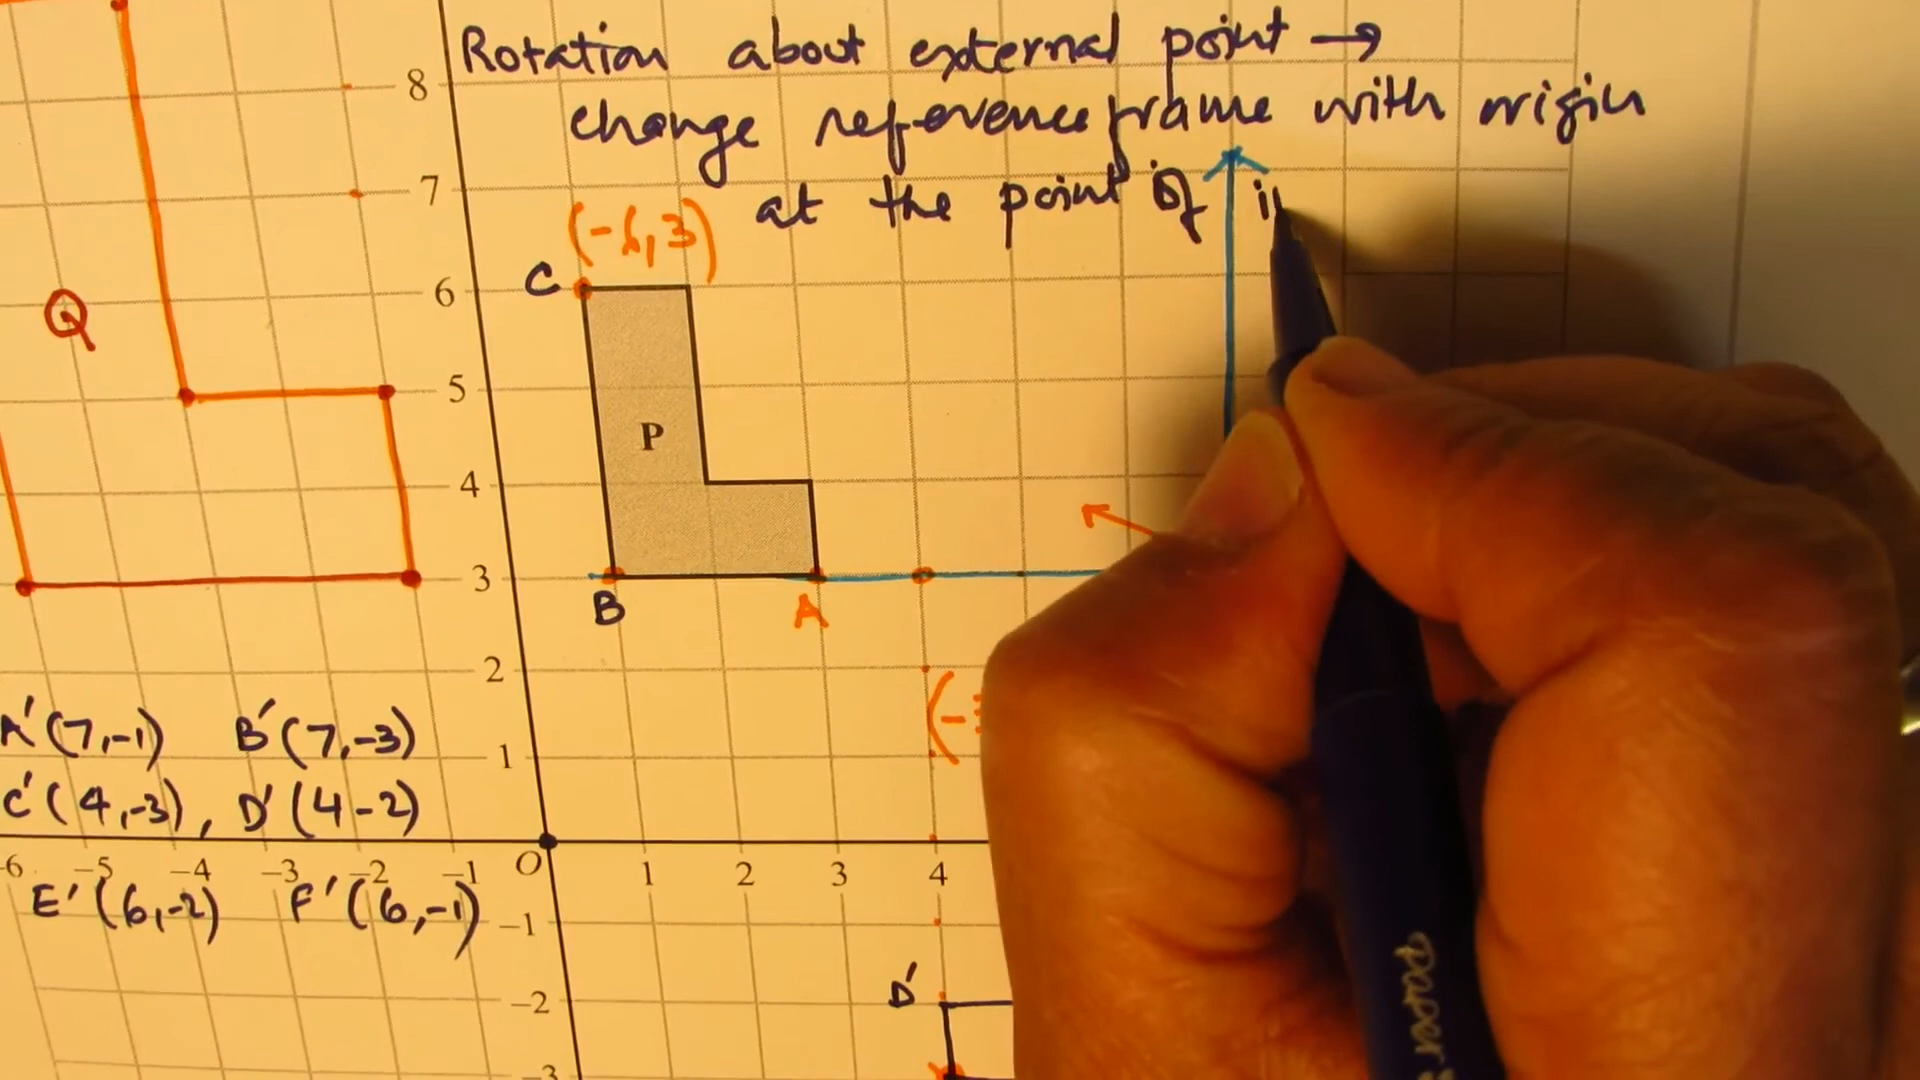 Rotation about external point →
change reference frame with origin
at the point of
8
7
(-6,3)
C
6
Q
5
P
4
3
B
A
2
A'(7,-1) B'(7,-3)
1
C'(4,-3), D'(4-2)
-6 -5 -4 -3 -2 -1 O 1 2 3 4
E'(6,-2) F'(6,-1)
-1
D'
-2
-3
paper